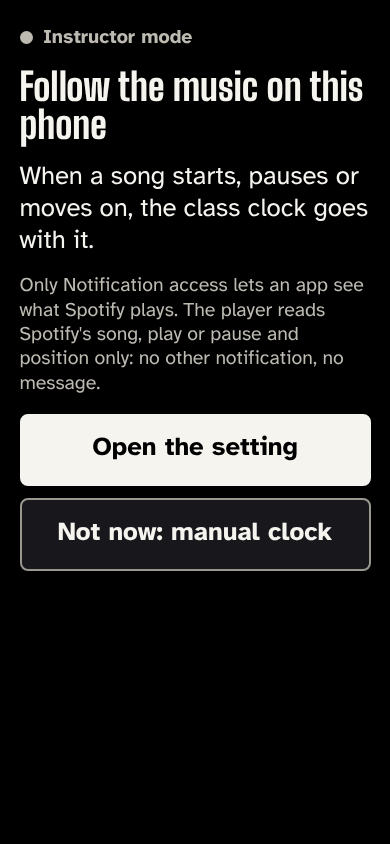 Instructor mode
Follow the music on this
phone
When a song starts, pauses or
moves on, the class clock goes
with it.
Only Notification access lets an app see
what Spotify plays. The player reads
Spotify's song, play or pause and
position only: no other notification, no
message.
Open the setting
Not now: manual clock